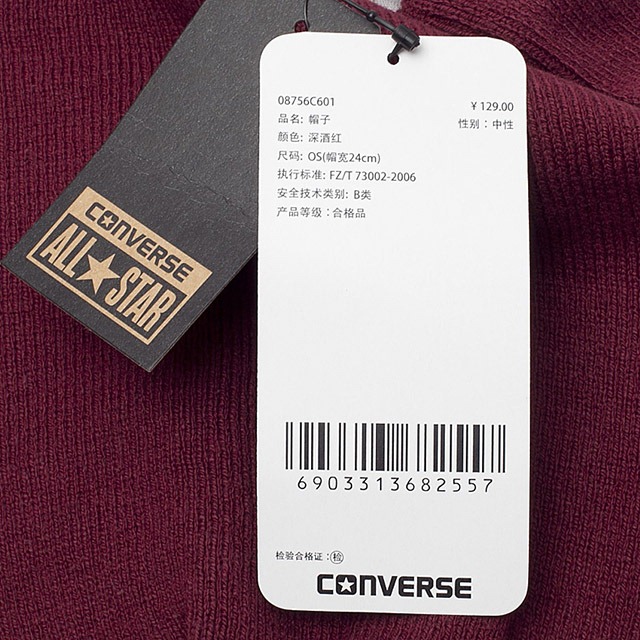 CONVERSE
ALL STAR
08756C601
¥ 129.00
品名: 帽子
性别：中性
颜色: 深酒红
尺码: OS(帽宽24cm)
执行标准: FZ/T 73002-2006
安全技术类别: B类
产品等级：合格品
6903313682557
检验合格证：检
CONVERSE